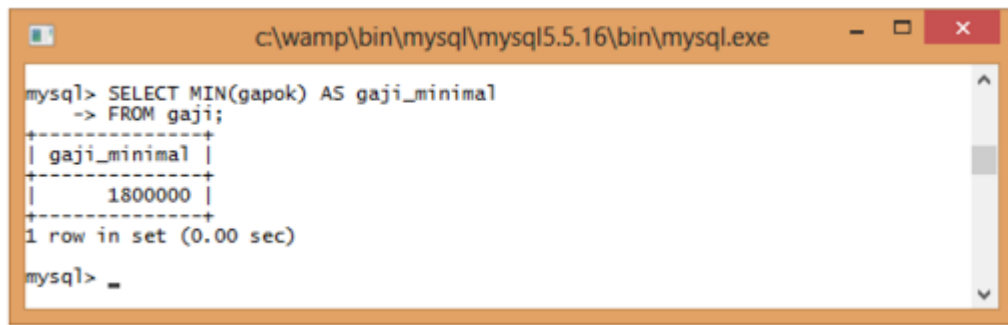 c:\wamp\bin\mysql\mysql5.5.16\bin\mysql.exe
mysql> SELECT MIN(gapok) AS gaji_minimal
    -> FROM gaji;
+--------------+
| gaji_minimal |
+--------------+
|      1800000 |
+--------------+
1 row in set (0.00 sec)
mysql> _